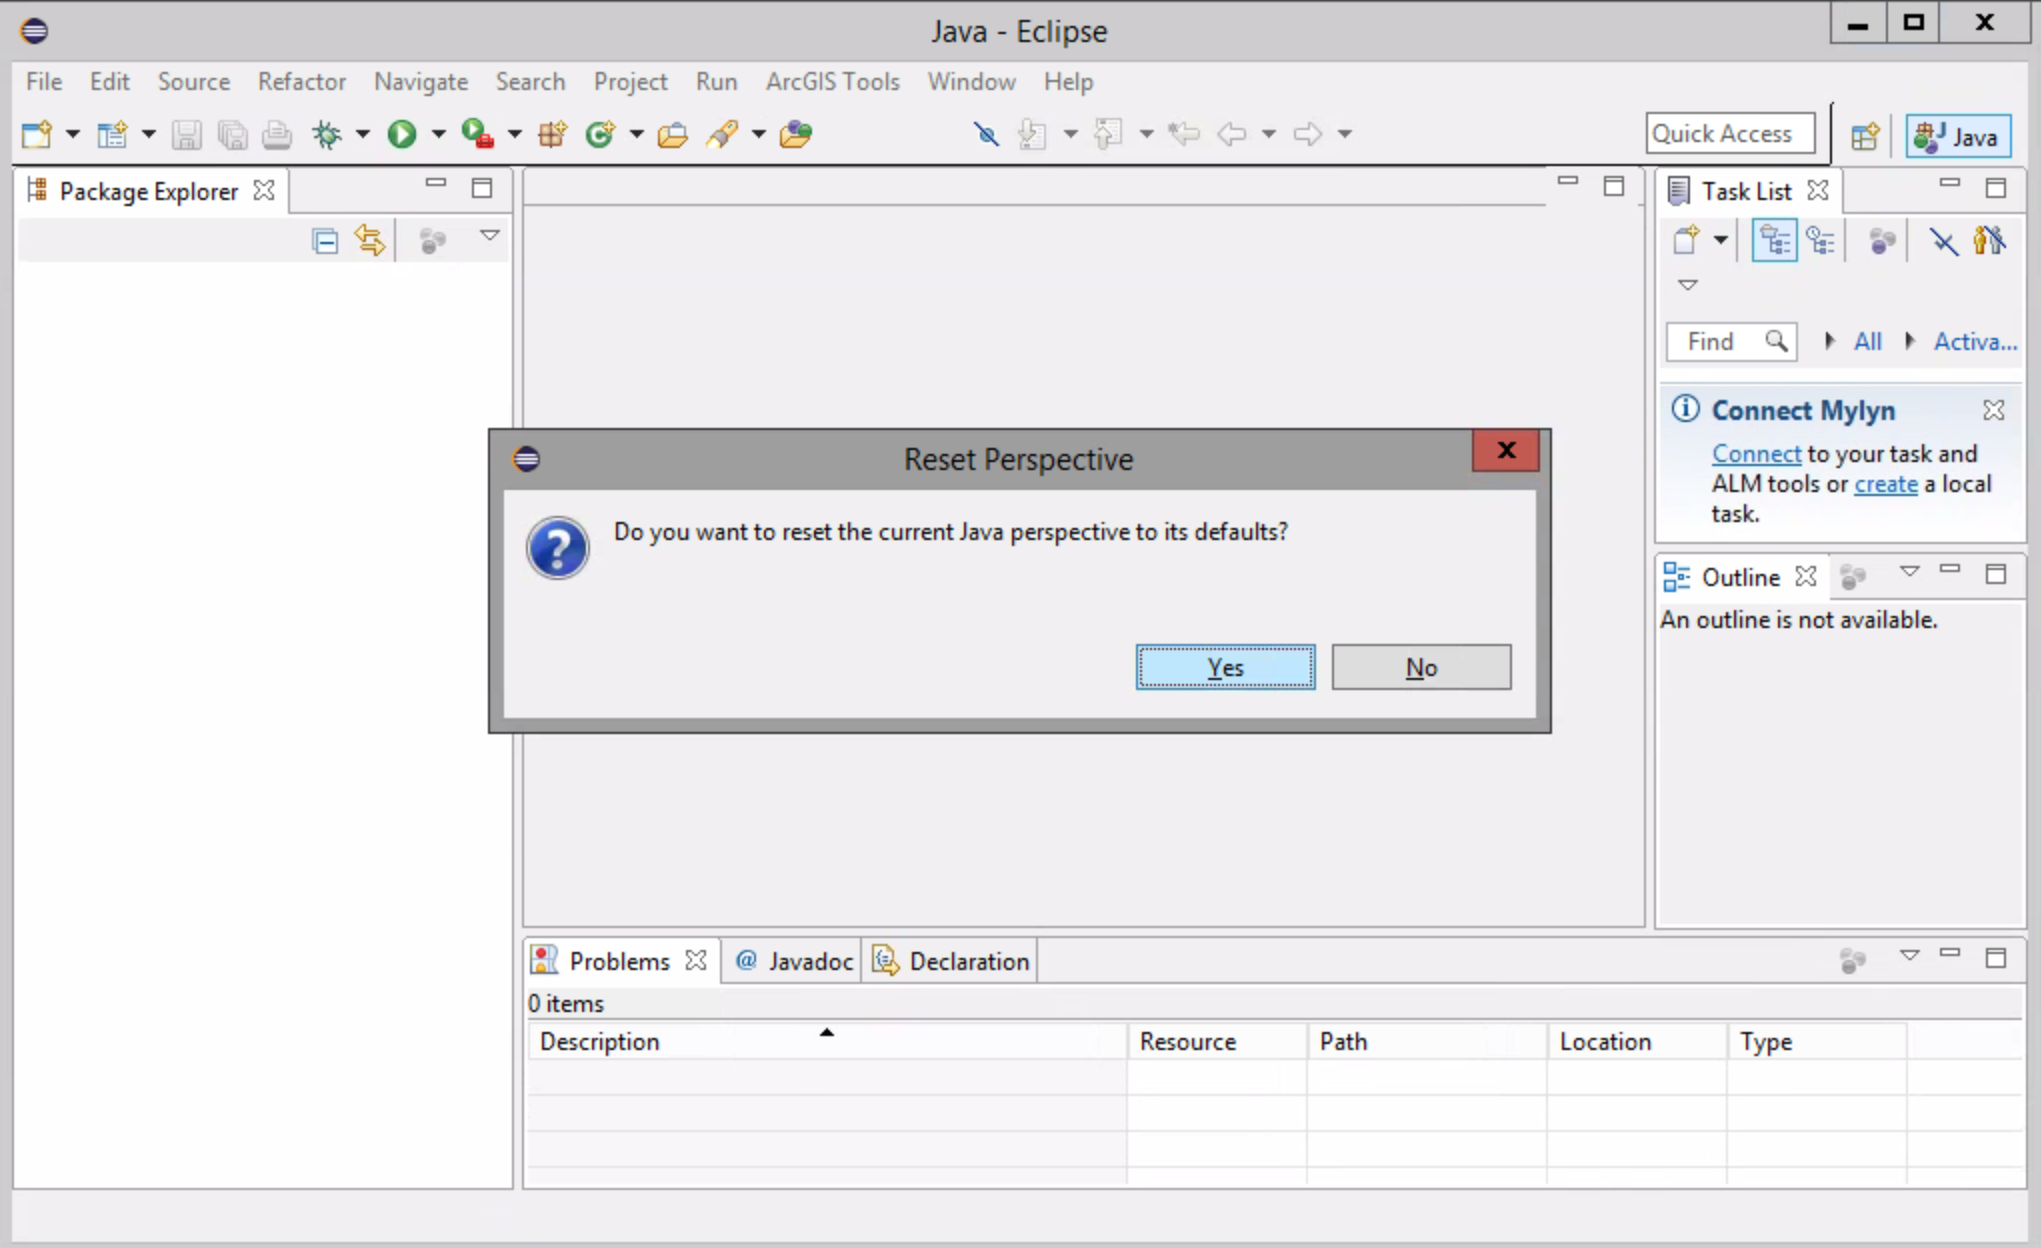 Java - Eclipse
File Edit Source Refactor Navigate Search Project Run ArcGIS Tools Window Help
Quick Access
Java
Package Explorer
Task List
Find
All
Activa...
Connect Mylyn
Connect to your task and
ALM tools or create a local
task.
Reset Perspective
Do you want to reset the current Java perspective to its defaults?
Yes
No
Outline
An outline is not available.
Problems
@ Javadoc
Declaration
0 items
Description Resource Path Location Type